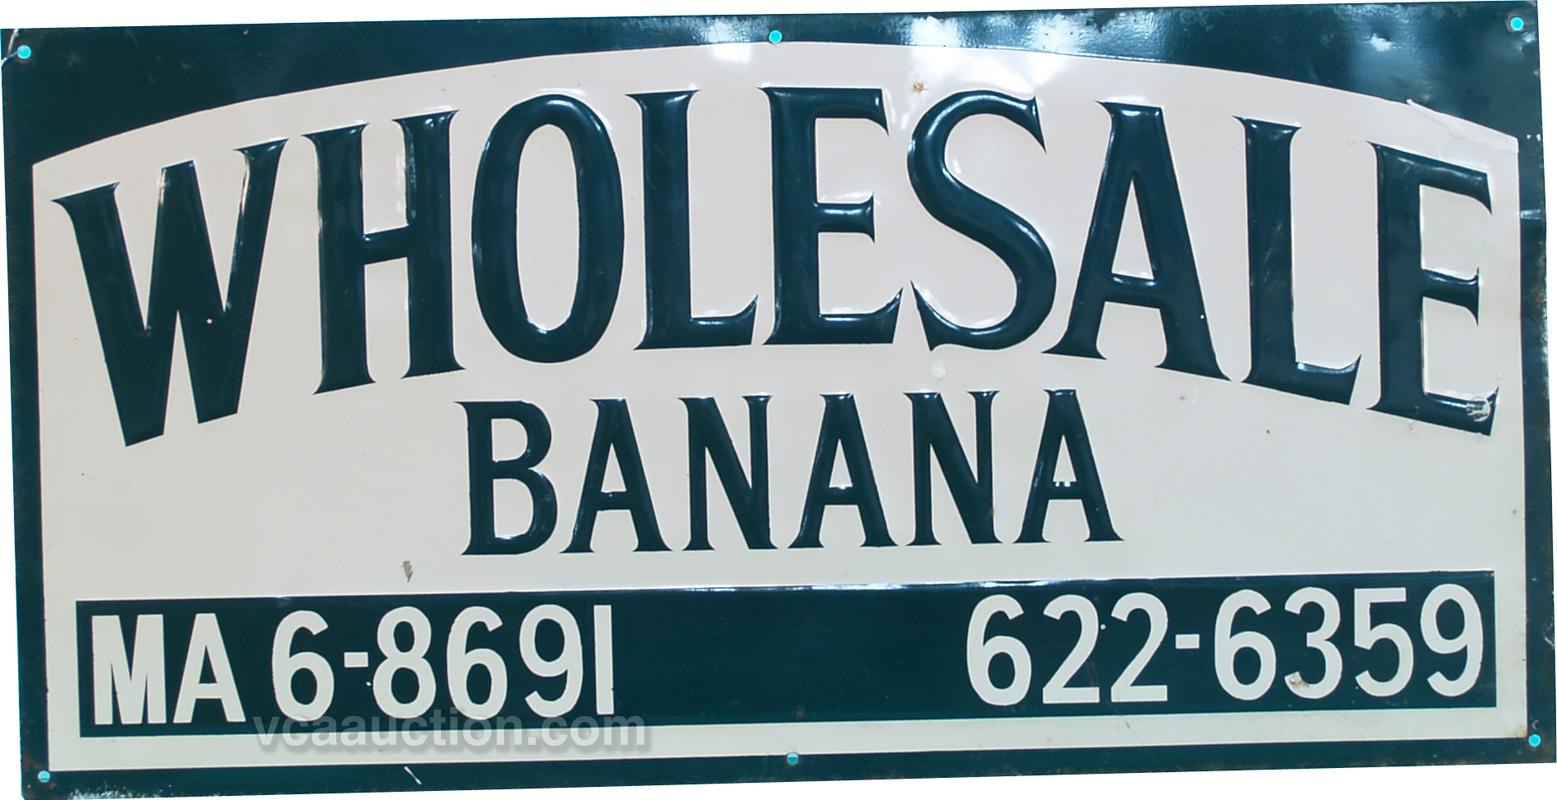 WHOLESALE
BANANA
MA 6-8691 622-6359
vcaauction.com